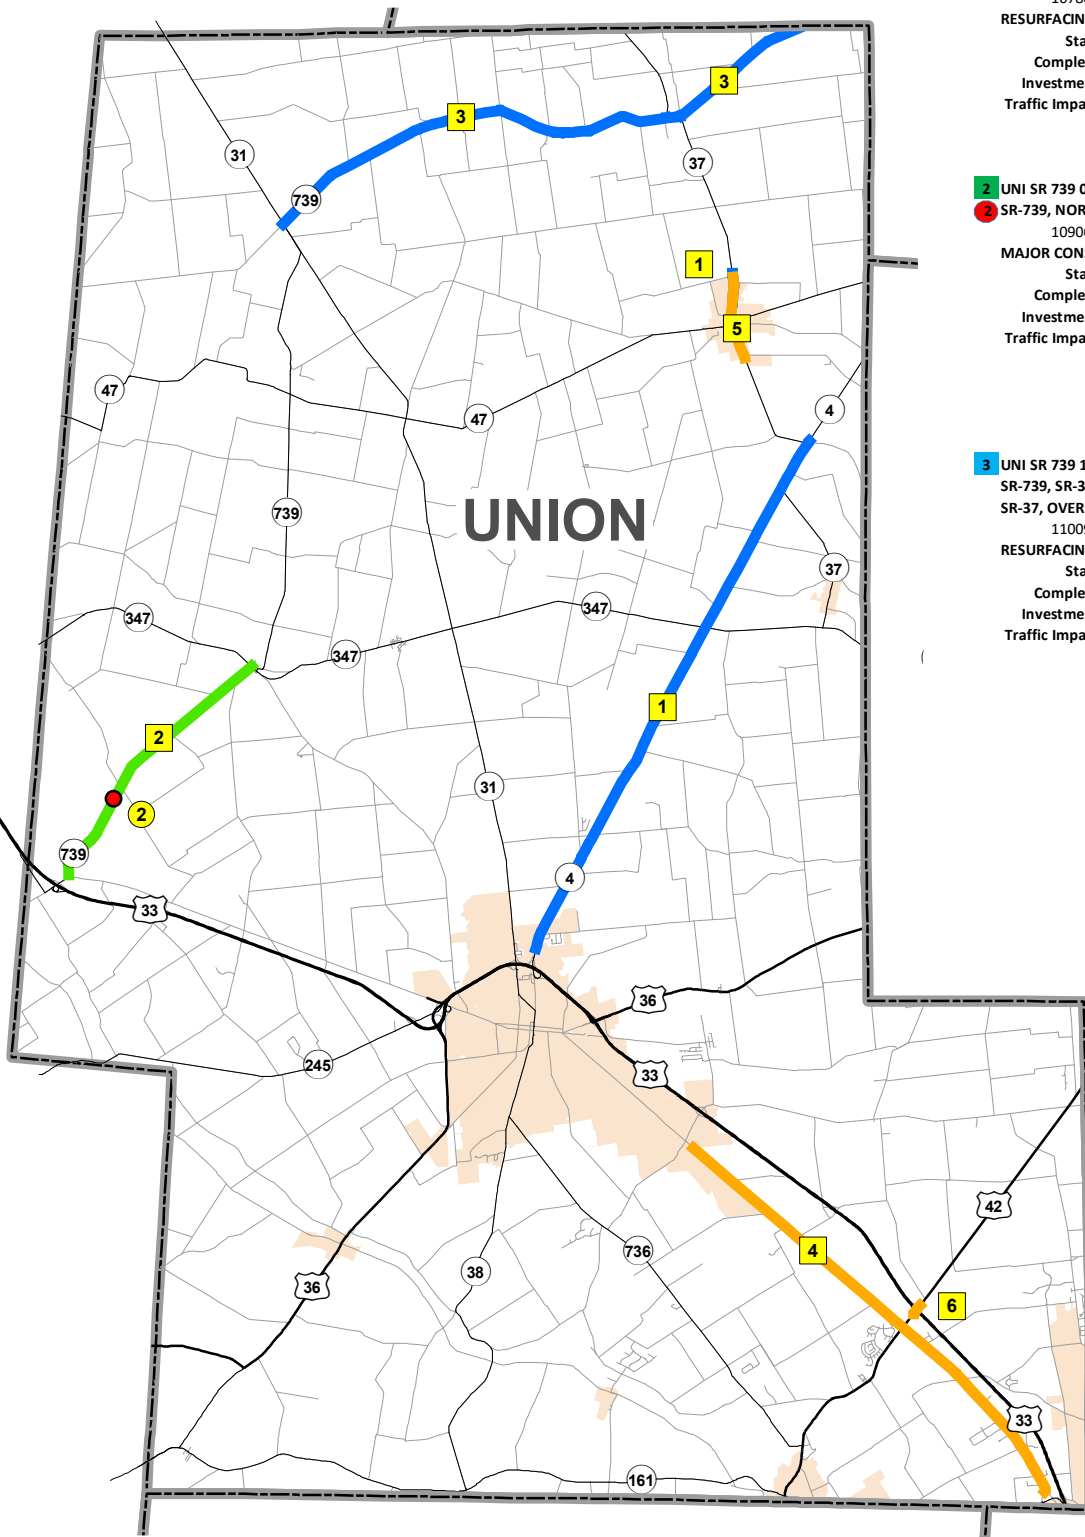 RESURFACIN
Sta
Comple
Investme
Traffic Impa
3
3
31
739
37
1
2 UNI SR 739 0
2 SR-739, NOR
10906
MAJOR CON
Sta
Comple
Investme
Traffic Impa
5
47
47
4
3 UNI SR 739 1
SR-739, SR-3
SR-37, OVER
11009
RESURFACIN
Sta
Comple
Investme
Traffic Impa
UNION
739
37
347
347
347
1
2
31
2
739
4
33
36
245
33
42
736
4
38
36
6
33
161